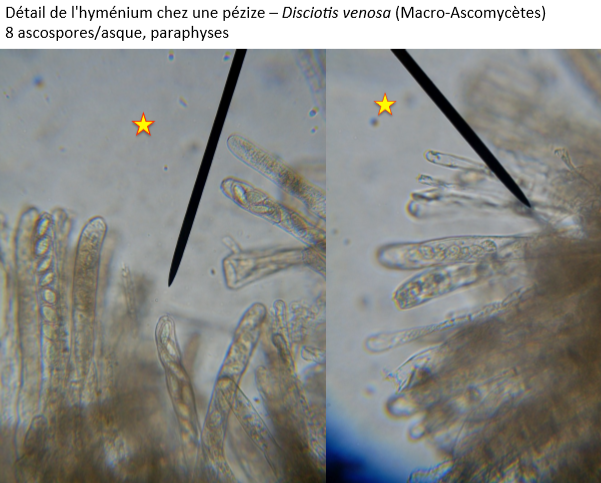 Détail de l'hyménium chez une pézize – Disciotis venosa (Macro-Ascomycètes)
8 ascospores/asque, paraphyses